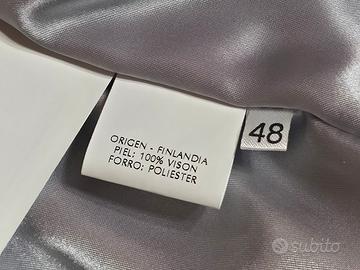 ORIGEN - FINLANDIA
PIEL: 100% VISON
FORRO: POLIESTER
48
subito